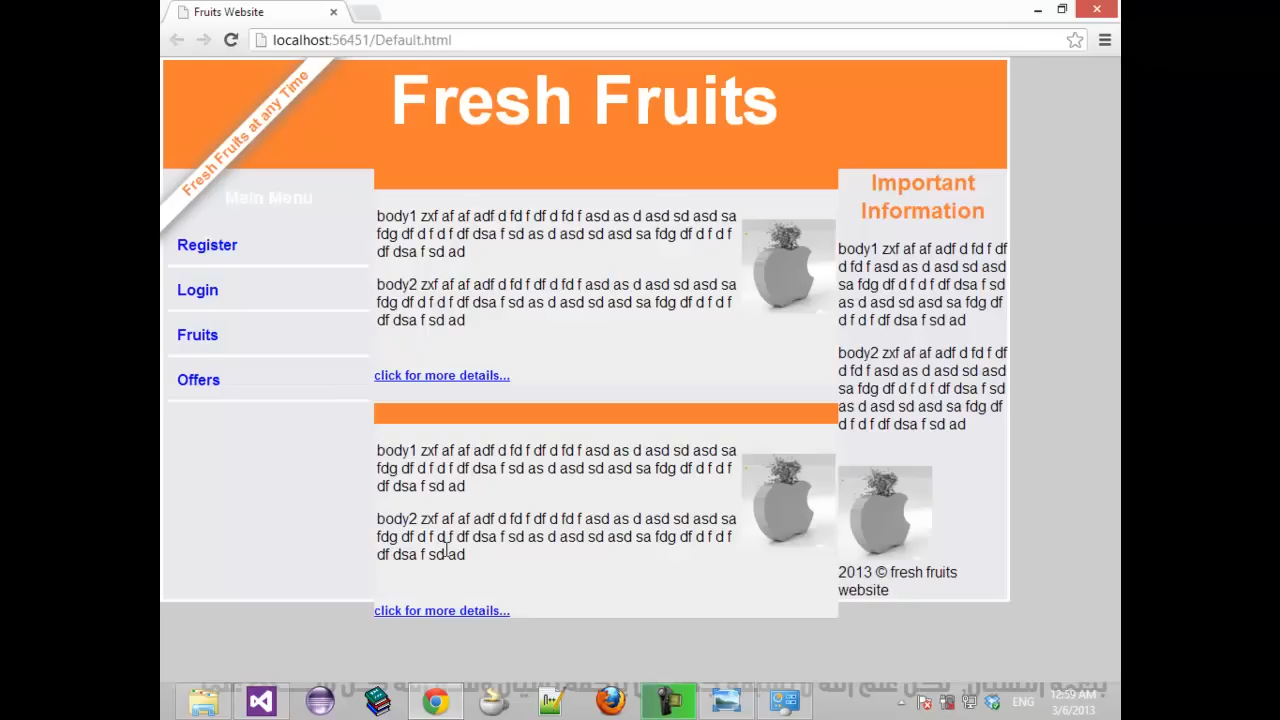 Fruits Website
localhost:56451/Default.html
Fresh Fruits at any Time
Fresh Fruits
Main Menu
Register
Login
Fruits
Offers
body1 zxf af af adf d fd f df d fd f asd as d asd sd asd sa
fdg df d f d f df dsa f sd as d asd sd asd sa fdg df d f d f
df dsa f sd ad
body2 zxf af af adf d fd f df d fd f asd as d asd sd asd sa
fdg df d f d f df dsa f sd as d asd sd asd sa fdg df d f d f
df dsa f sd ad
click for more details...
body1 zxf af af adf d fd f df d fd f asd as d asd sd asd sa
fdg df d f d f df dsa f sd as d asd sd asd sa fdg df d f d f
df dsa f sd ad
body2 zxf af af adf d fd f df d fd f asd as d asd sd asd sa
fdg df d f d f df dsa f sd as d asd sd asd sa fdg df d f d f
df dsa f sd ad
click for more details...
Important
Information
body1 zxf af af adf d fd f df
d fd f asd as d asd sd asd
sa fdg df d f d f df dsa f sd
as d asd sd asd sa fdg df
d f d f df dsa f sd ad
body2 zxf af af adf d fd f df
d fd f asd as d asd sd asd
sa fdg df d f d f df dsa f sd
as d asd sd asd sa fdg df
d f d f df dsa f sd ad
2013 © fresh fruits
website
ENG
12:59 AM
3/6/2013